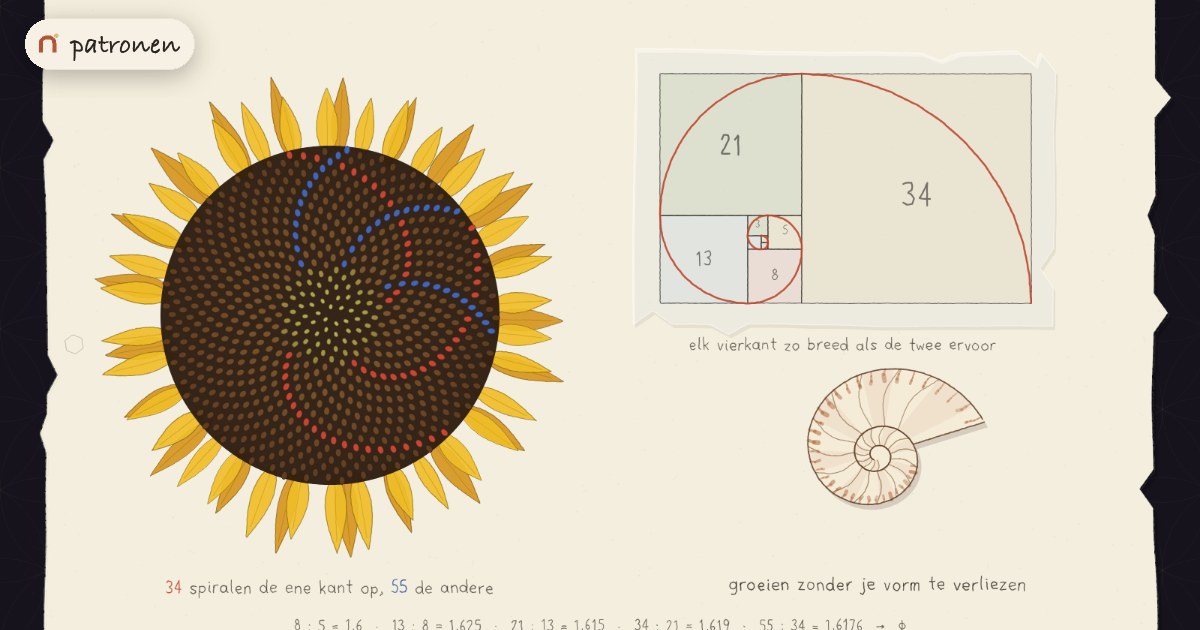 patronen
21
34
13
3
5
8
elk vierkant zo breed als de twee ervoor
34 spiralen de ene kant op, 55 de andere
groeien zonder je vorm te verliezen
8 : 5 = 1,6 · 13 : 8 = 1,625 · 21 : 13 = 1,615 · 34 : 21 = 1,619 · 55 : 34 = 1,6176 → φ